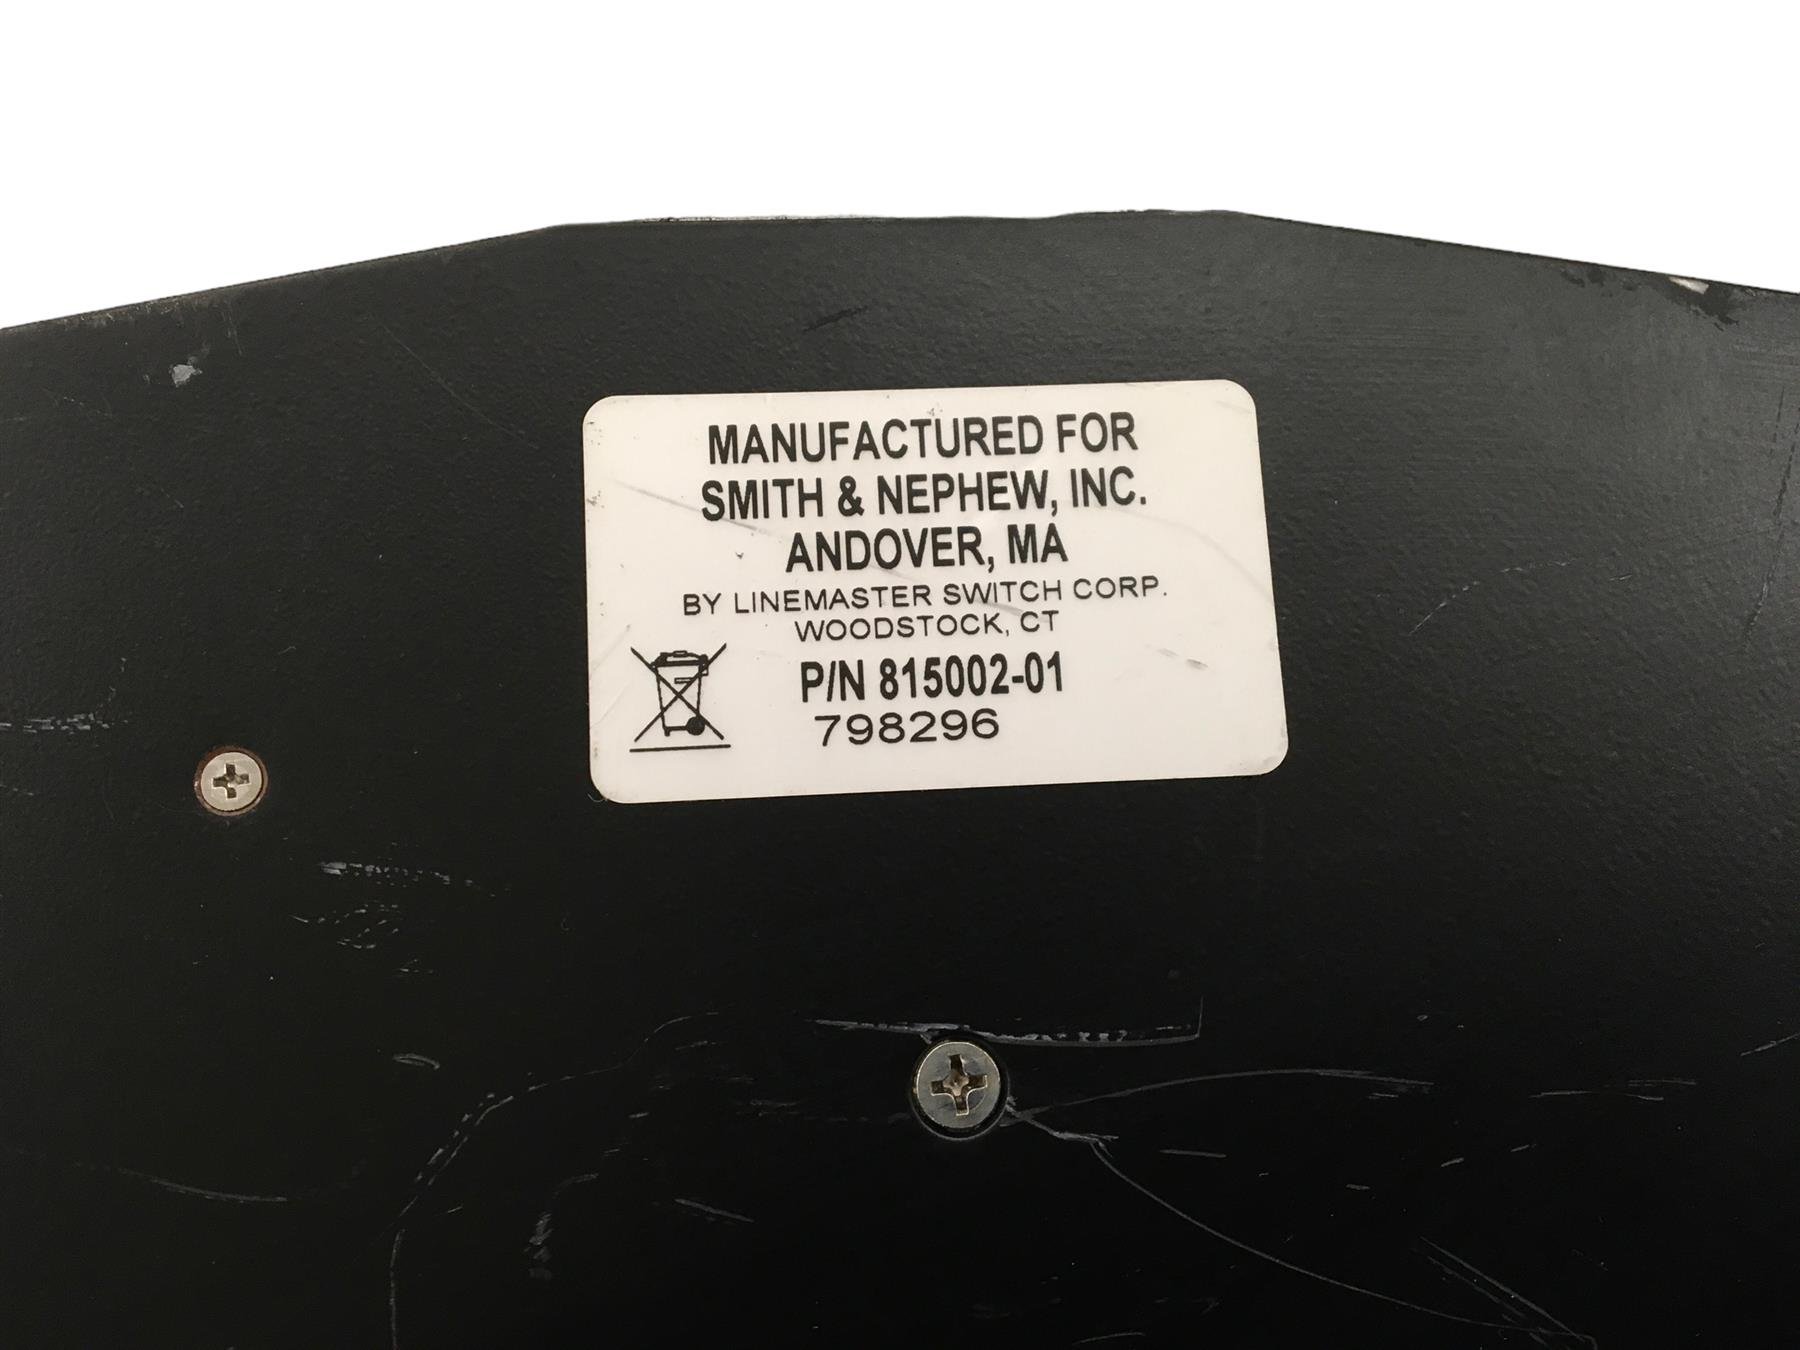 MANUFACTURED FOR
SMITH & NEPHEW, INC.
ANDOVER, MA
BY LINEMASTER SWITCH CORP.
WOODSTOCK, CT
P/N 815002-01
798296